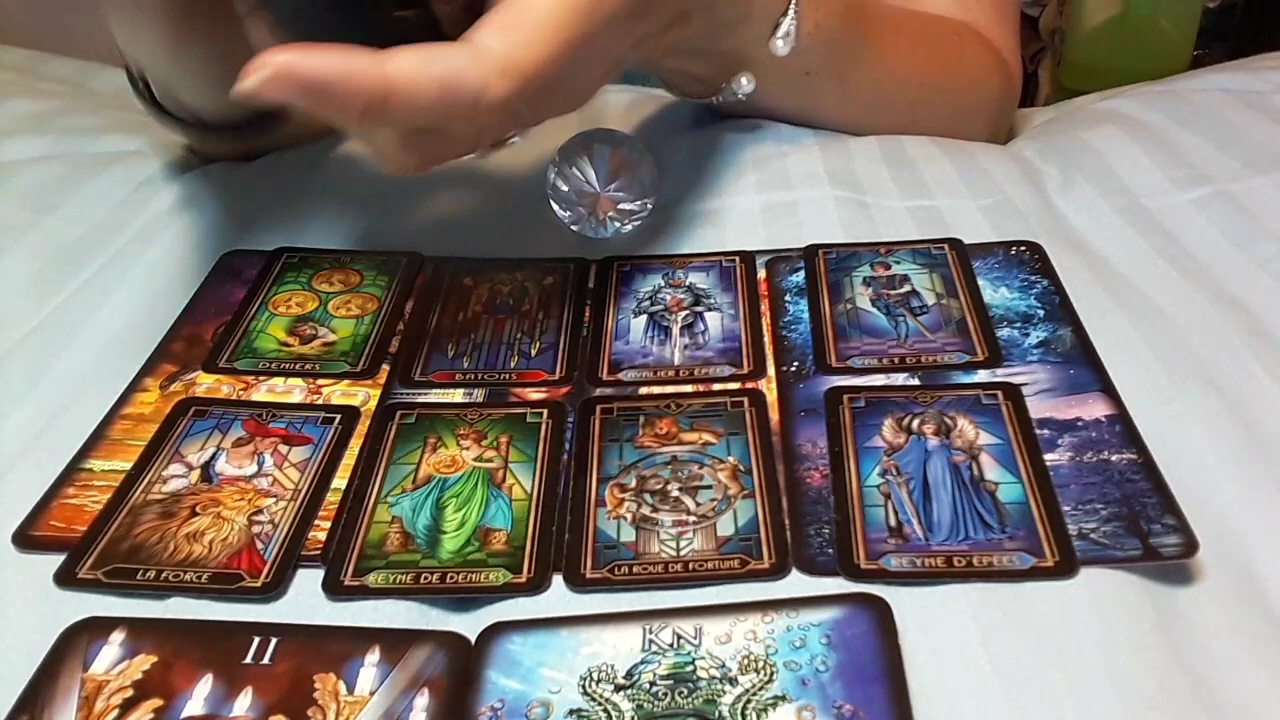 III
DENIERS
BATONS
AVALIER D'ÉPÉE
VALET D'ÉPÉES
LA FORCE
REYNE DE DENIERS
X
LA ROUE DE FORTUNE
REYNE D'ÉPÉES
II
KN